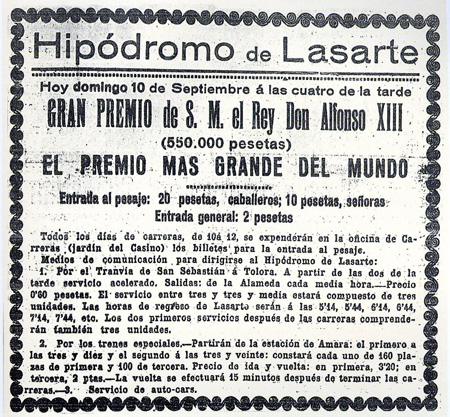 Hipódromo de Lasarte
Hoy domingo 10 de Septiembre á las cuatro de la tarde
GRAN PREMIO de S. M. el Rey Don Alfonso XIII
(550.000 pesetas)
EL PREMIO MAS GRANDE DEL MUNDO
Entrada al pesaje: 20 pesetas, caballeros; 10 pesetas, señoras
Entrada general: 2 pesetas
Todos los días de carreras, de 10 á 12, se expenderán en la oficina de Ca-
rreras (jardín del Casino) los billetes para la entrada al pesaje.
Medios de comunicación para dirigirse al Hipódromo de Lasarte:
1. Por el Tranvía de San Sebastián á Tolora. A partir de las dos de la
tarde servicio acelerado. Salidas: de la Alameda cada media hora.—Precio
0'60 pesetas. El servicio entre tres y tres y media estará compuesto de tres
unidades. Las horas de regreso de Lasarte serán á las 5'14, 5'44, 6'14, 6'44,
7'14, 7'44, etc. Los dos primeros servicios después de las carreras comprende-
rán también tres unidades.
2. Por los trenes especiales.—Partirán de la estación de Amara: el primero a
las tres y diez y el segundo á las tres y veinte: constará cada uno de 160 pla-
zas de primera y 100 de tercera. Precio de ida y vuelta: en primera, 3'20; en
tercera, 2 ptas.—La vuelta se efectuará 15 minutos después de terminar las ca-
rreras.—3. Servicio de auto-cars.